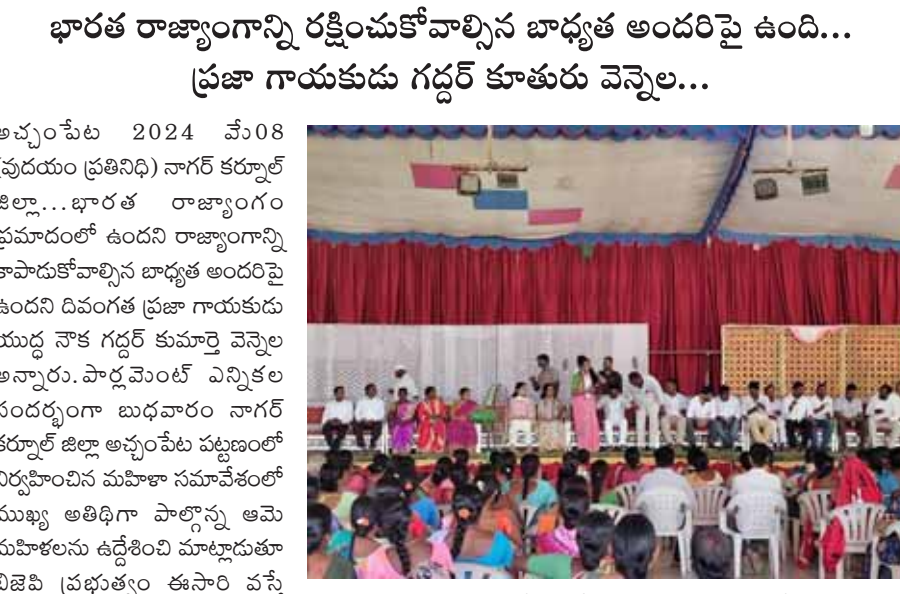 భారత రాజ్యాంగాన్ని రక్షించుకోవాల్సిన బాధ్యత అందరిపై ఉంది...
ప్రజా గాయకుడు గద్దర్ కూతురు వెన్నెల...
అచ్చంపేట 2024 మే08
(వుదయం ప్రతినిధి) నాగర్ కర్నూల్
జిల్లా...భారత రాజ్యాంగం
ప్రమాదంలో ఉందని రాజ్యాంగాన్ని
కాపాడుకోవాల్సిన బాధ్యత అందరిపై
ఉందని దివంగత ప్రజా గాయకుడు
యుద్ధ నౌక గద్దర్ కుమార్తె వెన్నెల
అన్నారు.పార్లమెంట్ ఎన్నికల
సందర్భంగా బుధవారం నాగర్
కర్నూల్ జిల్లా అచ్చంపేట పట్టణంలో
నిర్వహించిన మహిళా సమావేశంలో
ముఖ్య అతిథిగా పాల్గొన్న ఆమె
మహిళలను ఉద్దేశించి మాట్లాడుతూ
బిజెపి ప్రభుత్వం ఈసారి వస్తే